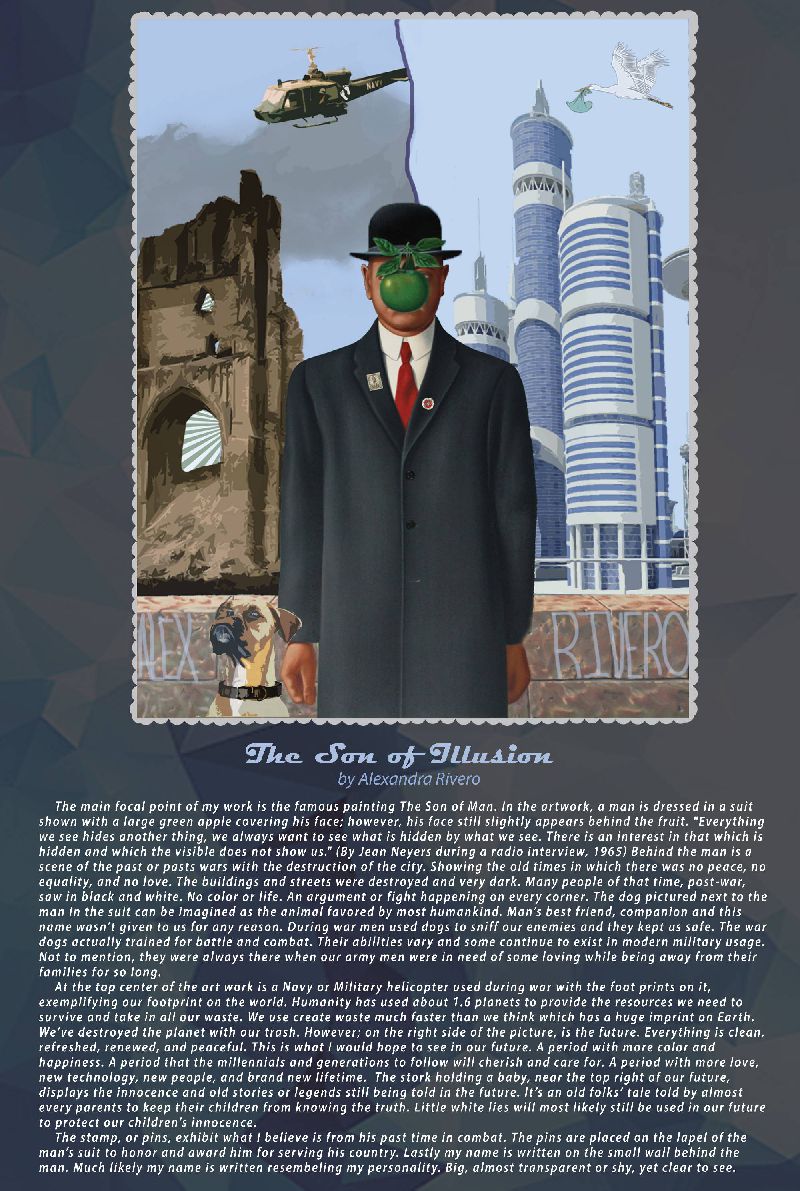 NAVY
ALEX
RIVERO
The Son of Illusion
by Alexandra Rivero
The main focal point of my work is the famous painting The Son of Man. In the artwork, a man is dressed in a suit
shown with a large green apple covering his face; however, his face still slightly appears behind the fruit. "Everything
we see hides another thing, we always want to see what is hidden by what we see. There is an interest in that which is
hidden and which the visible does not show us." (By Jean Neyers during a radio interview, 1965) Behind the man is a
scene of the past or pasts wars with the destruction of the city. Showing the old times in which there was no peace, no
equality, and no love. The buildings and streets were destroyed and very dark. Many people of that time, post-war,
saw in black and white. No color or life. An argument or fight happening on every corner. The dog pictured next to the
man in the suit can be imagined as the animal favored by most humankind. Man's best friend, companion and this
name wasn't given to us for any reason. During war men used dogs to sniff our enemies and they kept us safe. The war
dogs actually trained for battle and combat. Their abilities vary and some continue to exist in modern military usage.
Not to mention, they were always there when our army men were in need of some loving while being away from their
families for so long.
At the top center of the art work is a Navy or Military helicopter used during war with the foot prints on it,
exemplifying our footprint on the world. Humanity has used about 1.6 planets to provide the resources we need to
survive and take in all our waste. We use create waste much faster than we think which has a huge imprint on Earth.
We've destroyed the planet with our trash. However; on the right side of the picture, is the future. Everything is clean,
refreshed, renewed, and peaceful. This is what I would hope to see in our future. A period with more color and
happiness. A period that the millennials and generations to follow will cherish and care for. A period with more love,
new technology, new people, and brand new lifetime. The stork holding a baby, near the top right of our future,
displays the innocence and old stories or legends still being told in the future. It's an old folks' tale told by almost
every parents to keep their children from knowing the truth. Little white lies will most likely still be used in our future
to protect our children's innocence.
The stamp, or pins, exhibit what I believe is from his past time in combat. The pins are placed on the lapel of the
man's suit to honor and award him for serving his country. Lastly my name is written on the small wall behind the
man. Much likely my name is written resembeling my personality. Big, almost transparent or shy, yet clear to see.